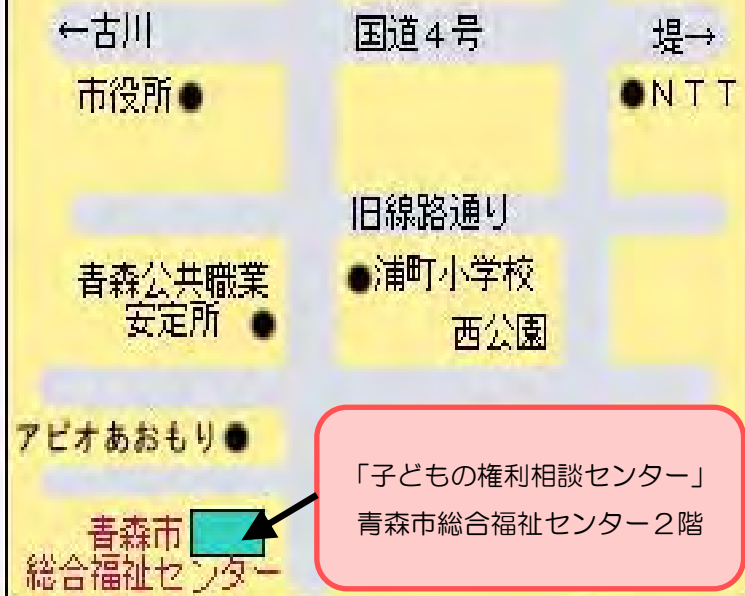 ←古川
国道4号
堤→
市役所●
●NTT
旧線路通り
青森公共職業
安定所 ●
●浦町小学校
西公園
アピオあおもり●
「子どもの権利相談センター」
青森市総合福祉センター2階
青森市
総合福祉センター